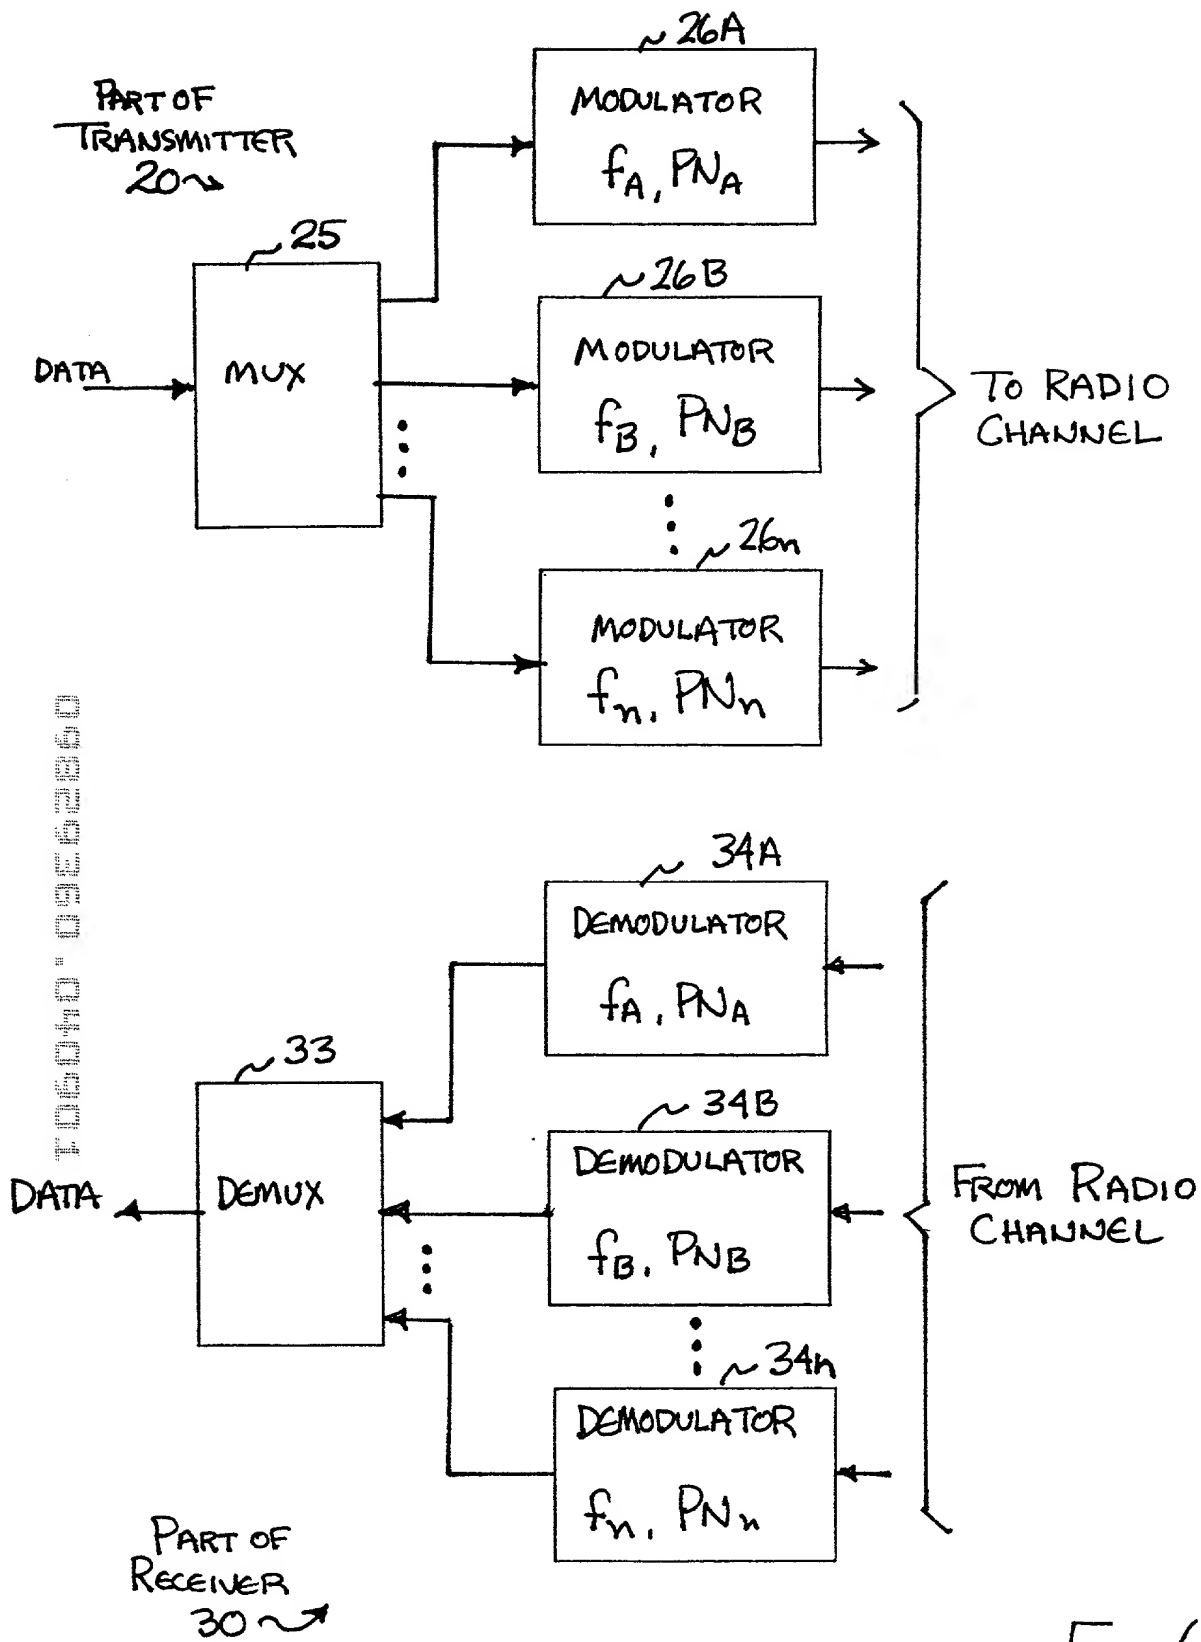 26A
PART OF
TRANSMITTER
20
MODULATOR
fA, PNA
25
26B
DATA
MUX
MODULATOR
fB, PNB
TO RADIO
CHANNEL
26n
MODULATOR
fn, PNn
09829360.040901
34A
DEMODULATOR
fA, PNA
33
34B
DATA
DEMUX
DEMODULATOR
fB, PNB
FROM RADIO
CHANNEL
34n
DEMODULATOR
fn, PNn
PART OF
RECEIVER
30